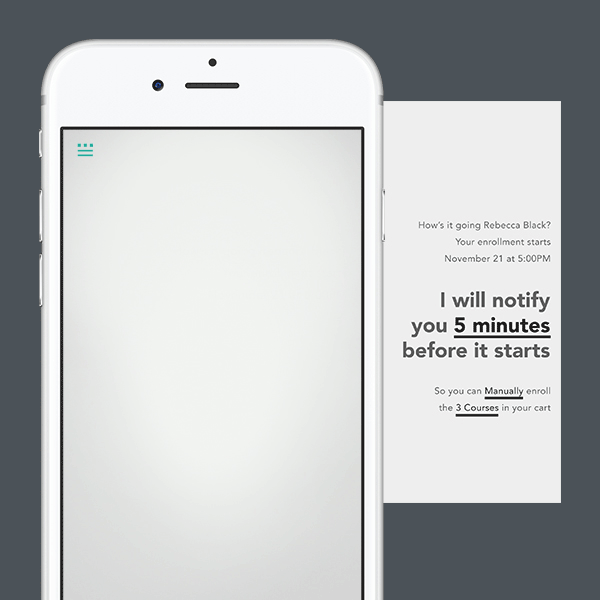 How's it going Rebecca Black?
Your enrollment starts
November 21 at 5:00PM
I will notify
you 5 minutes
before it starts
So you can Manually enroll
the 3 Courses in your cart